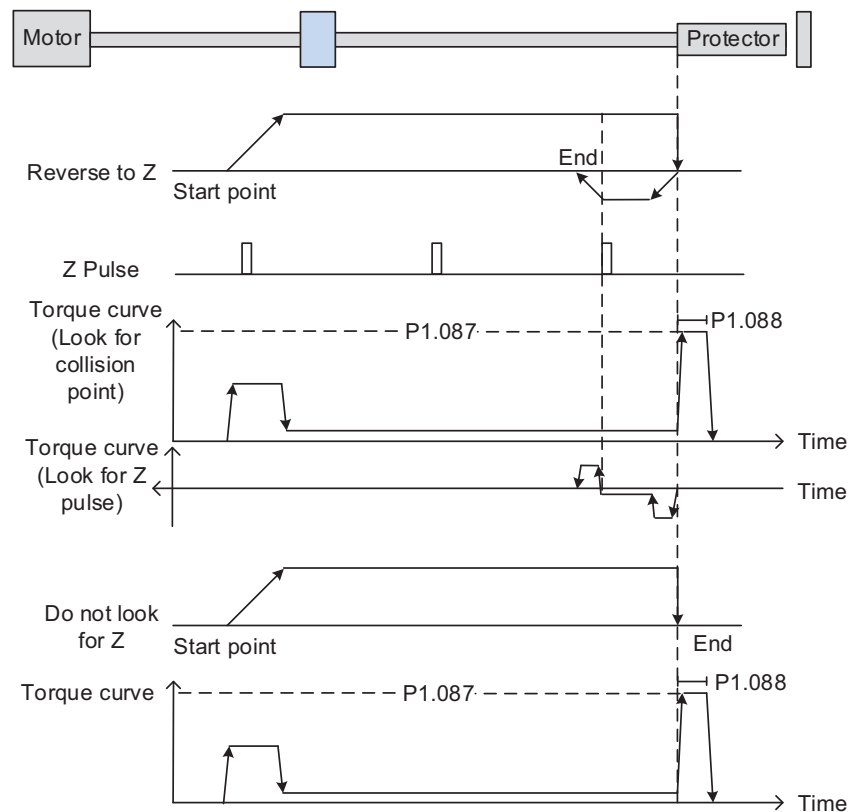 Motor
Protector
Reverse to Z
Start point
End
Z Pulse
Torque curve
(Look for
collision
point)
P1.087
P1.088
Time
Torque curve
(Look for Z
pulse)
Time
Do not look
for Z
Start point
End
Torque curve
P1.087
P1.088
Time